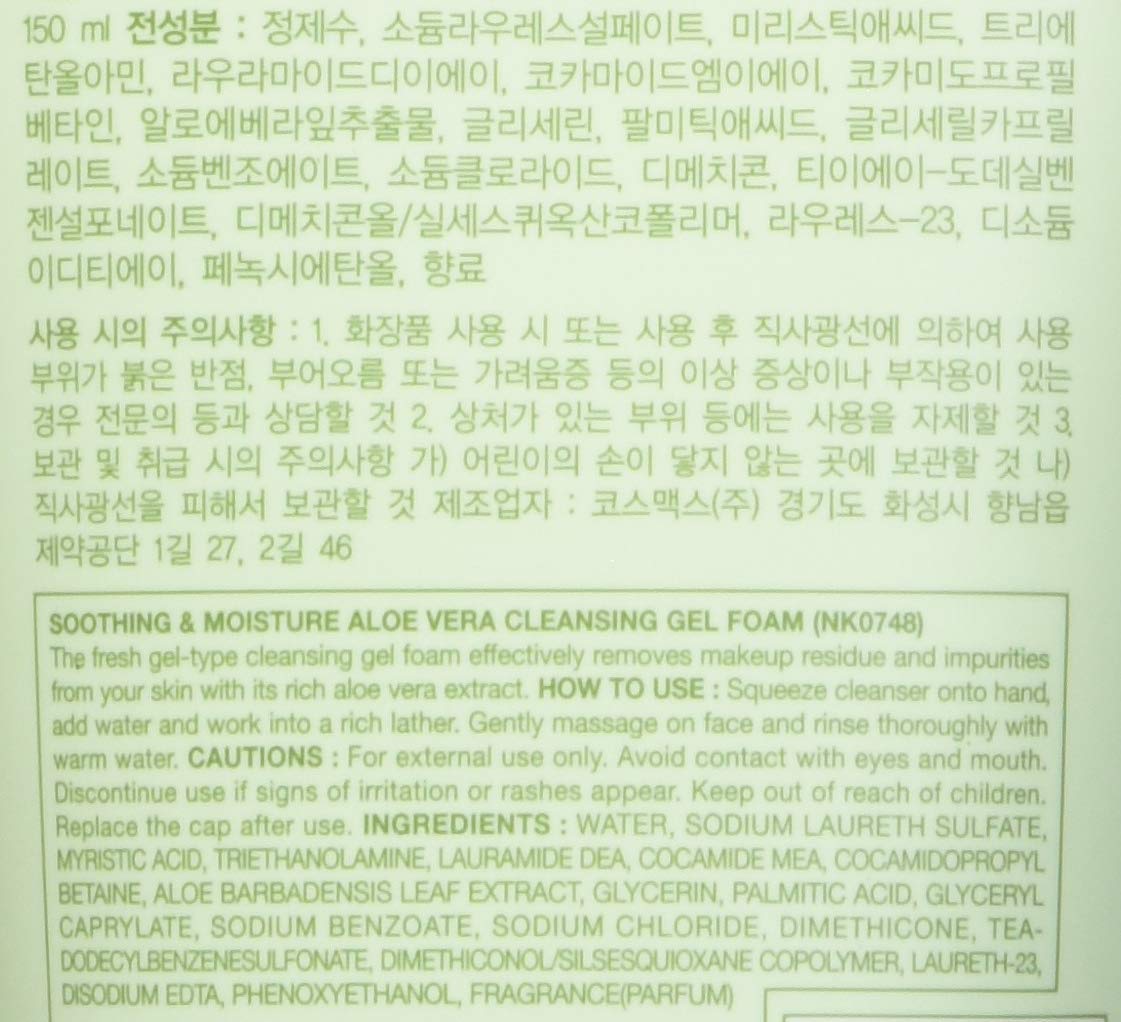 150 ml 전성분 : 정제수, 소듐라우레스설페이트, 미리스틱애씨드, 트리에
탄올아민, 라우라마이드디이에이, 코카마이드엠이에이, 코카미도프로필
베타인, 알로에베라잎추출물, 글리세린, 팔미틱애씨드, 글리세릴카프릴
레이트, 소듐벤조에이트, 소듐클로라이드, 디메치콘, 티이에이-도데실벤
젠설포네이트, 디메치콘올/실세스퀴옥산코폴리머, 라우레스-23, 디소듐
이디티에이, 페녹시에탄올, 향료
사용 시의 주의사항 : 1. 화장품 사용 시 또는 사용 후 직사광선에 의하여 사용
부위가 붉은 반점, 부어오름 또는 가려움증 등의 이상 증상이나 부작용이 있는
경우 전문의 등과 상담할 것 2. 상처가 있는 부위 등에는 사용을 자제할 것 3.
보관 및 취급 시의 주의사항 가) 어린이의 손이 닿지 않는 곳에 보관할 것 나)
직사광선을 피해서 보관할 것 제조업자 : 코스맥스(주) 경기도 화성시 향남읍
제약공단 1길 27, 2길 46
SOOTHING & MOISTURE ALOE VERA CLEANSING GEL FOAM (NK0748)
The fresh gel-type cleansing gel foam effectively removes makeup residue and impurities
from your skin with its rich aloe vera extract. HOW TO USE : Squeeze cleanser onto hand,
add water and work into a rich lather. Gently massage on face and rinse thoroughly with
warm water. CAUTIONS : For external use only. Avoid contact with eyes and mouth.
Discontinue use if signs of irritation or rashes appear. Keep out of reach of children.
Replace the cap after use. INGREDIENTS : WATER, SODIUM LAURETH SULFATE,
MYRISTIC ACID, TRIETHANOLAMINE, LAURAMIDE DEA, COCAMIDE MEA, COCAMIDOPROPYL
BETAINE, ALOE BARBADENSIS LEAF EXTRACT, GLYCERIN, PALMITIC ACID, GLYCERYL
CAPRYLATE, SODIUM BENZOATE, SODIUM CHLORIDE, DIMETHICONE, TEA-
DODECYLBENZENESULFONATE, DIMETHICONOL/SILSESQUIOXANE COPOLYMER, LAURETH-23,
DISODIUM EDTA, PHENOXYETHANOL, FRAGRANCE(PARFUM)